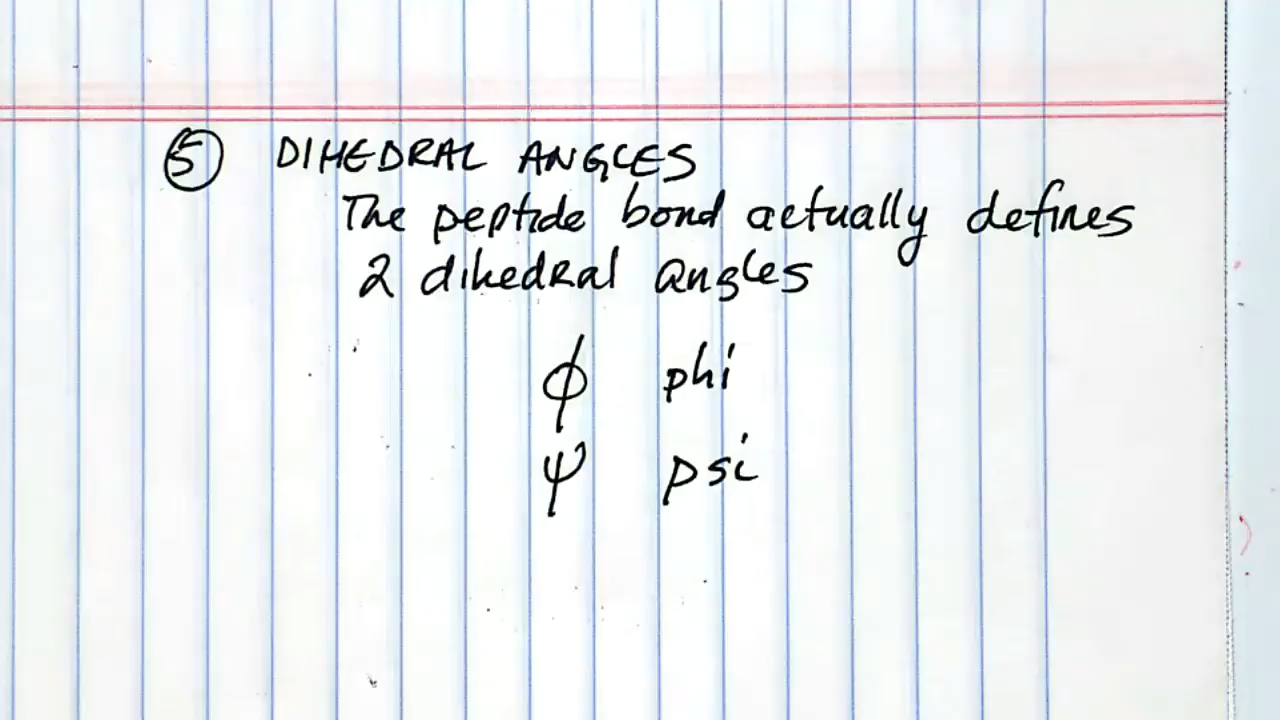 ⑤ DIHEDRAL ANGLES
The peptide bond actually defines
2 dihedral angles
ϕ phi
ψ psi